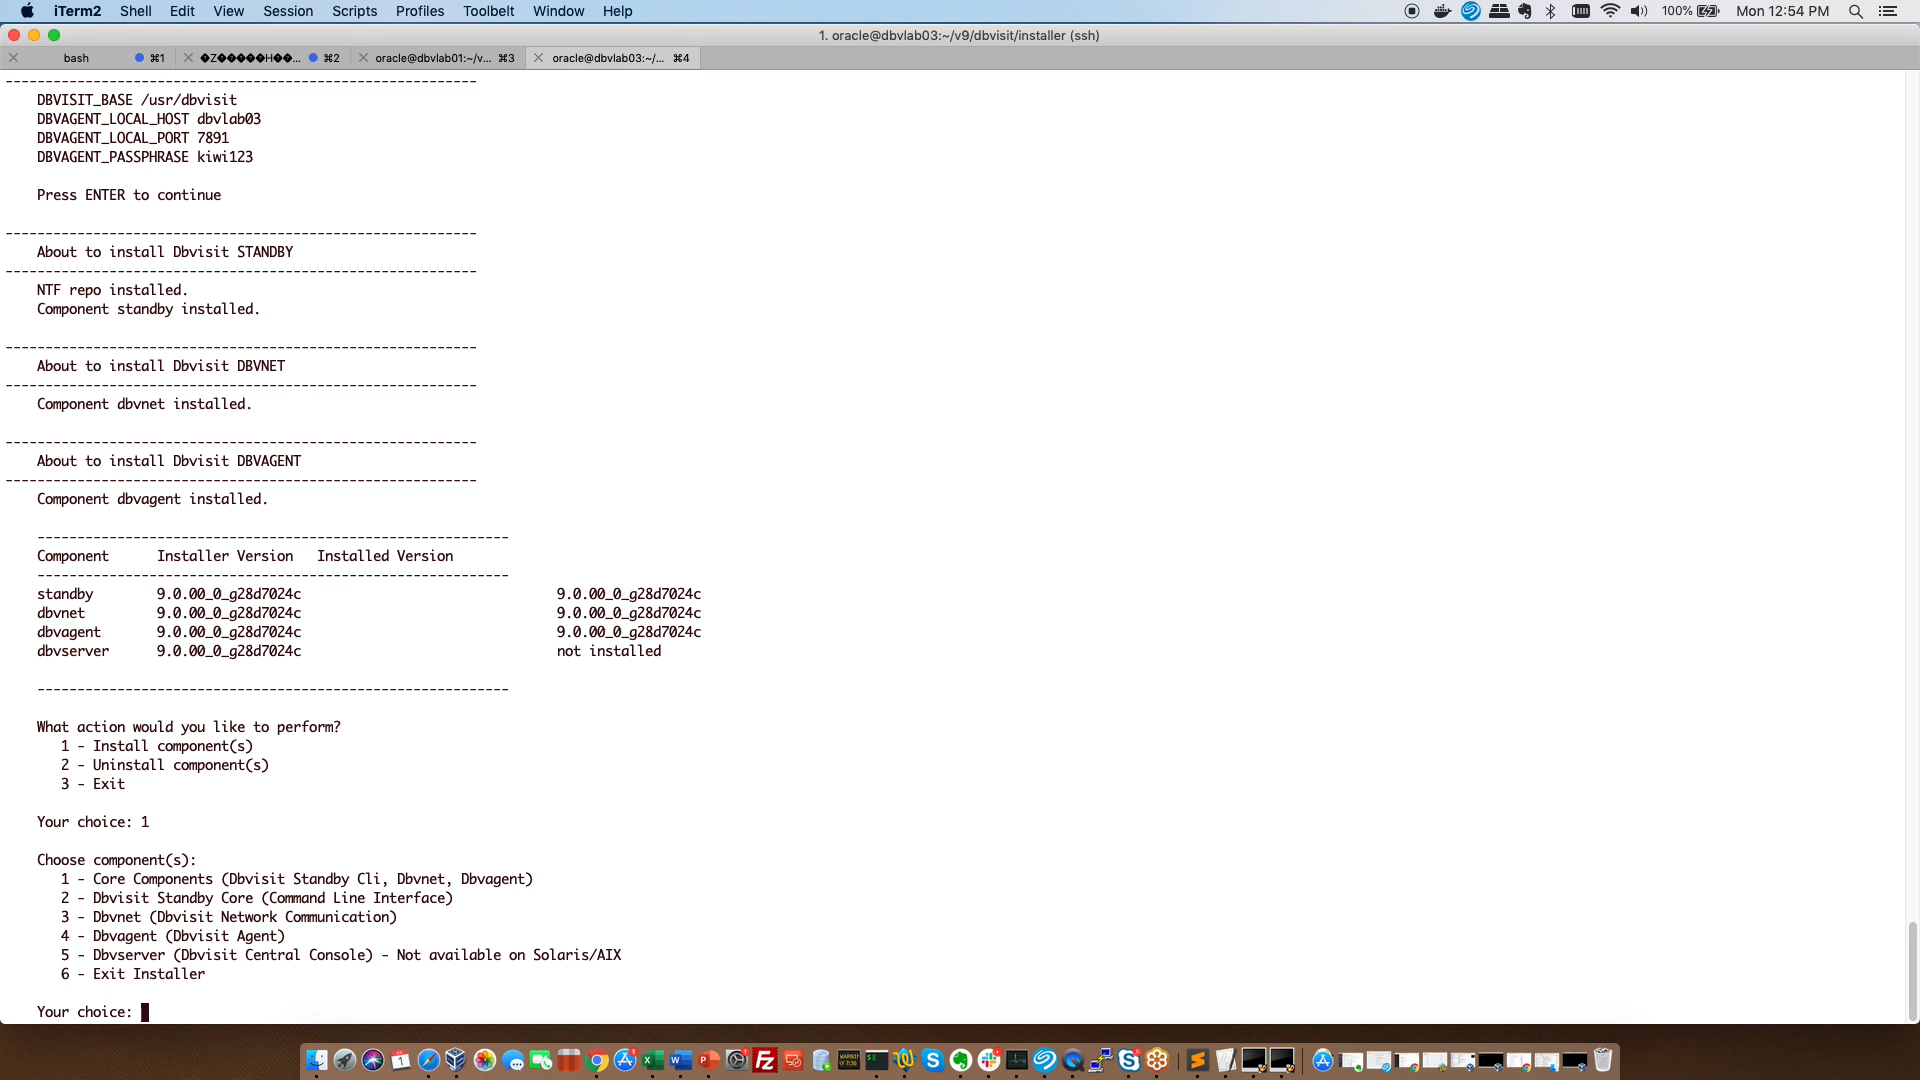 iTerm2 Shell Edit View Session Scripts Profiles Toolbelt Window Help 100% Mon 12:54 PM
1. oracle@dbvlab03:~/v9/dbvisit/installer (ssh)
bash ⌘1 �Z�����H��... ⌘2 oracle@dbvlab01:~/v... ⌘3 oracle@dbvlab03:~/... ⌘4
-----------------------------------------------------------
DBVISIT_BASE /usr/dbvisit
DBVAGENT_LOCAL_HOST dbvlab03
DBVAGENT_LOCAL_PORT 7891
DBVAGENT_PASSPHRASE kiwi123
Press ENTER to continue
-----------------------------------------------------------
About to install Dbvisit STANDBY
-----------------------------------------------------------
NTF repo installed.
Component standby installed.
-----------------------------------------------------------
About to install Dbvisit DBVNET
-----------------------------------------------------------
Component dbvnet installed.
-----------------------------------------------------------
About to install Dbvisit DBVAGENT
-----------------------------------------------------------
Component dbvagent installed.
-----------------------------------------------------------
Component Installer Version Installed Version
-----------------------------------------------------------
standby 9.0.00_0_g28d7024c 9.0.00_0_g28d7024c
dbvnet 9.0.00_0_g28d7024c 9.0.00_0_g28d7024c
dbvagent 9.0.00_0_g28d7024c 9.0.00_0_g28d7024c
dbvserver 9.0.00_0_g28d7024c not installed
-----------------------------------------------------------
What action would you like to perform?
1 - Install component(s)
2 - Uninstall component(s)
3 - Exit
Your choice: 1
Choose component(s):
1 - Core Components (Dbvisit Standby Cli, Dbvnet, Dbvagent)
2 - Dbvisit Standby Core (Command Line Interface)
3 - Dbvnet (Dbvisit Network Communication)
4 - Dbvagent (Dbvisit Agent)
5 - Dbvserver (Dbvisit Central Console) - Not available on Solaris/AIX
6 - Exit Installer
Your choice: